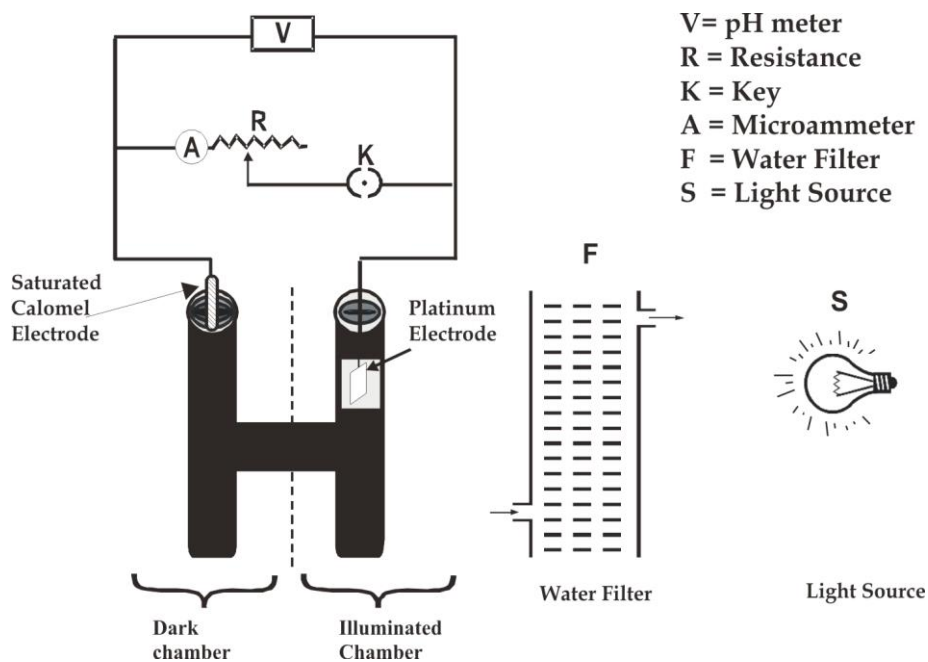 V= pH meter
R = Resistance
K = Key
A = Microammeter
F = Water Filter
S = Light Source
V
R
A
K
F
S
Saturated
Calomel
Electrode
Platinum
Electrode
Water Filter
Light Source
Dark
chamber
Illuminated
Chamber